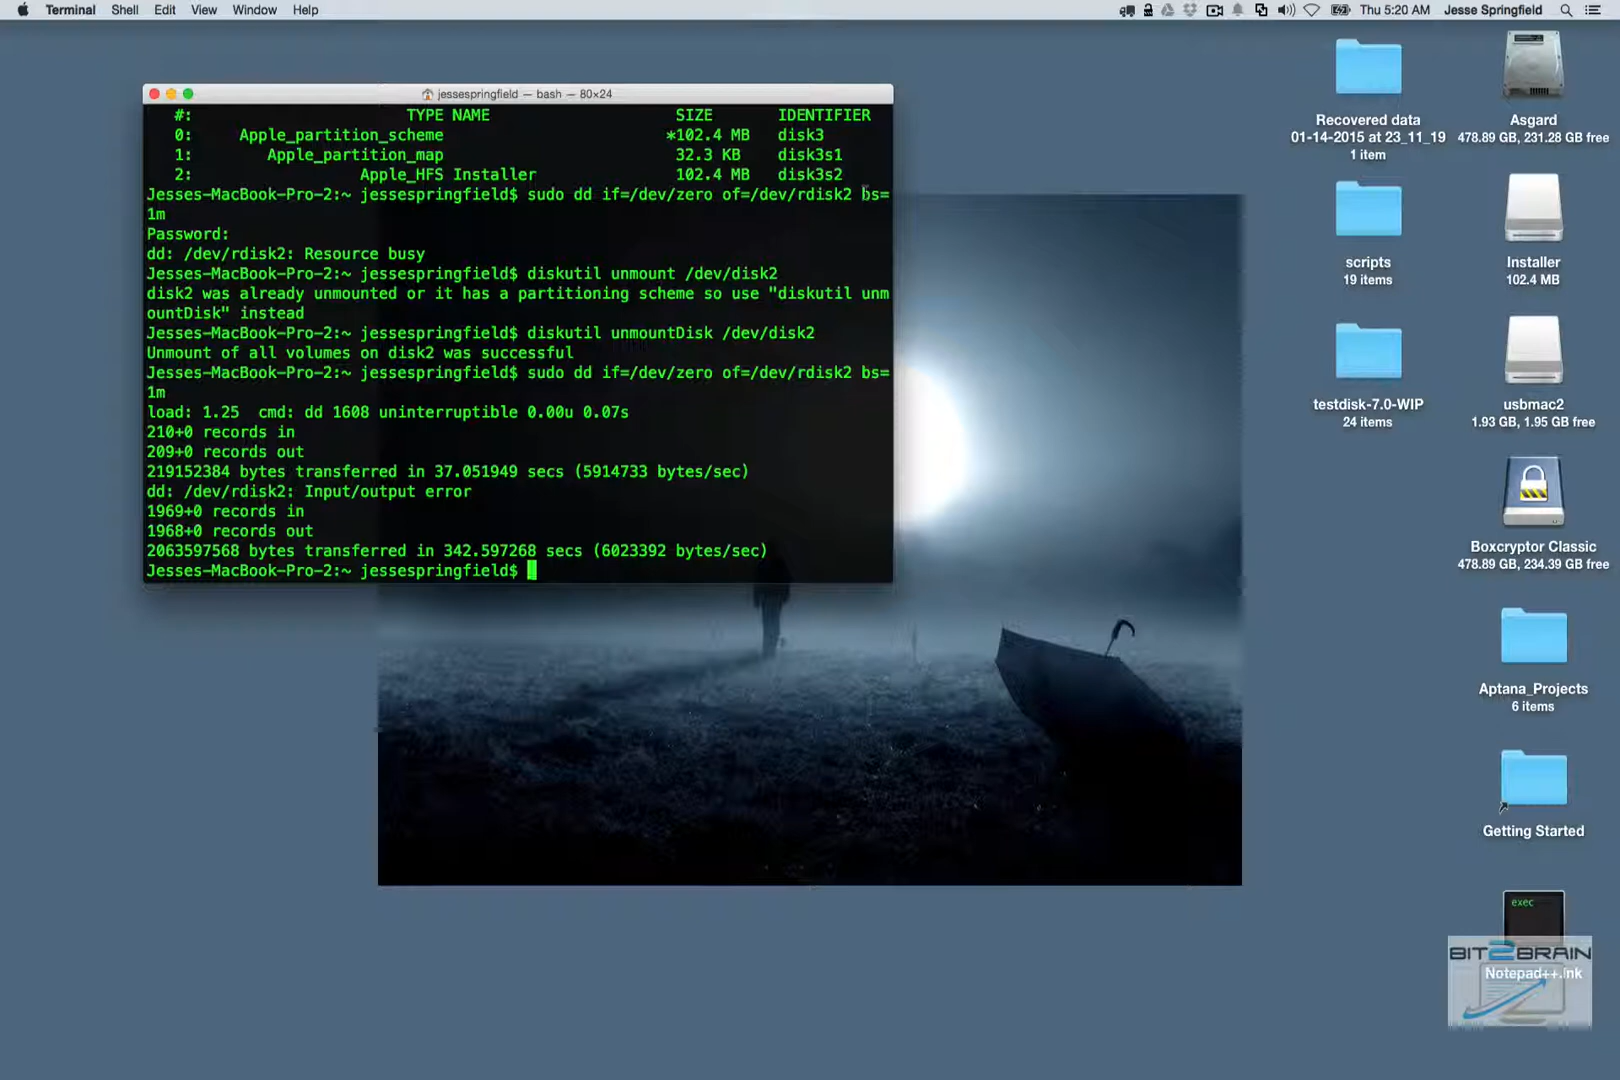 Terminal Shell Edit View Window Help Thu 5:20 AM Jesse Springfield
jessespringfield — bash — 80×24
#: TYPE NAME SIZE IDENTIFIER
0: Apple_partition_scheme *102.4 MB disk3
1: Apple_partition_map 32.3 KB disk3s1
2: Apple_HFS Installer 102.4 MB disk3s2
Jesses-MacBook-Pro-2:~ jessespringfield$ sudo dd if=/dev/zero of=/dev/rdisk2 bs=
1m
Password:
dd: /dev/rdisk2: Resource busy
Jesses-MacBook-Pro-2:~ jessespringfield$ diskutil unmount /dev/disk2
disk2 was already unmounted or it has a partitioning scheme so use "diskutil unm
ountDisk" instead
Jesses-MacBook-Pro-2:~ jessespringfield$ diskutil unmountDisk /dev/disk2
Unmount of all volumes on disk2 was successful
Jesses-MacBook-Pro-2:~ jessespringfield$ sudo dd if=/dev/zero of=/dev/rdisk2 bs=
1m
load: 1.25 cmd: dd 1608 uninterruptible 0.00u 0.07s
210+0 records in
209+0 records out
219152384 bytes transferred in 37.051949 secs (5914733 bytes/sec)
dd: /dev/rdisk2: Input/output error
1969+0 records in
1968+0 records out
2063597568 bytes transferred in 342.597268 secs (6023392 bytes/sec)
Jesses-MacBook-Pro-2:~ jessespringfield$
Recovered data
01-14-2015 at 23_11_19
1 item
scripts
19 items
testdisk-7.0-WIP
24 items
Asgard
478.89 GB, 231.28 GB free
Installer
102.4 MB
usbmac2
1.93 GB, 1.95 GB free
Boxcryptor Classic
478.89 GB, 234.39 GB free
Aptana_Projects
6 items
Getting Started
exec
BIT2BRAIN
Notepad++.lnk